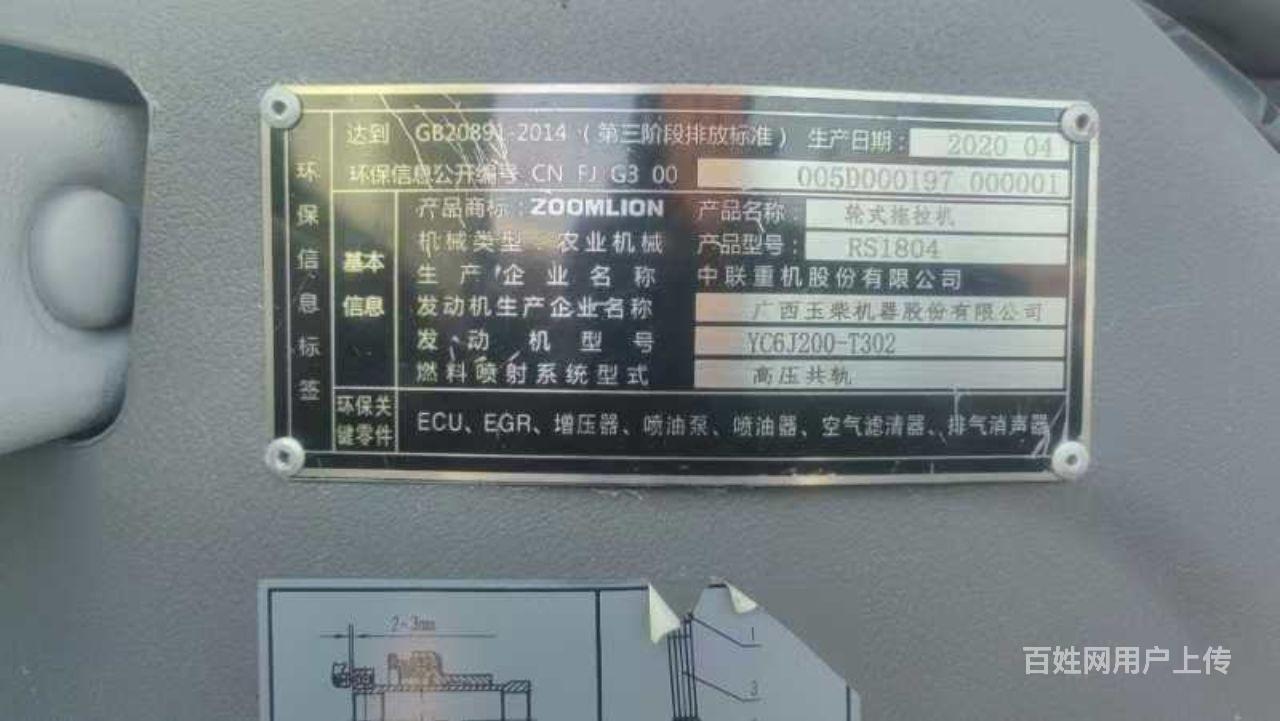 环保信息标签
达到 GB20891-2014（第三阶段排放标准） 生产日期： 2020 04
环保信息公开编号 CN FJ G3 00 005D000197 000001
基本信息
产品商标：ZOOMLION 产品名称： 轮式拖拉机
机械类型 农业机械 产品型号： RS1804
生产企业名称 中联重机股份有限公司
发动机生产企业名称 广西玉柴机器股份有限公司
发动机型号 YC6J200-T302
燃料喷射系统型式 高压共轨
环保关键零件 ECU、EGR、增压器、喷油泵、喷油器、空气滤清器、排气消声器
2-3mm
1
3
百姓网用户上传